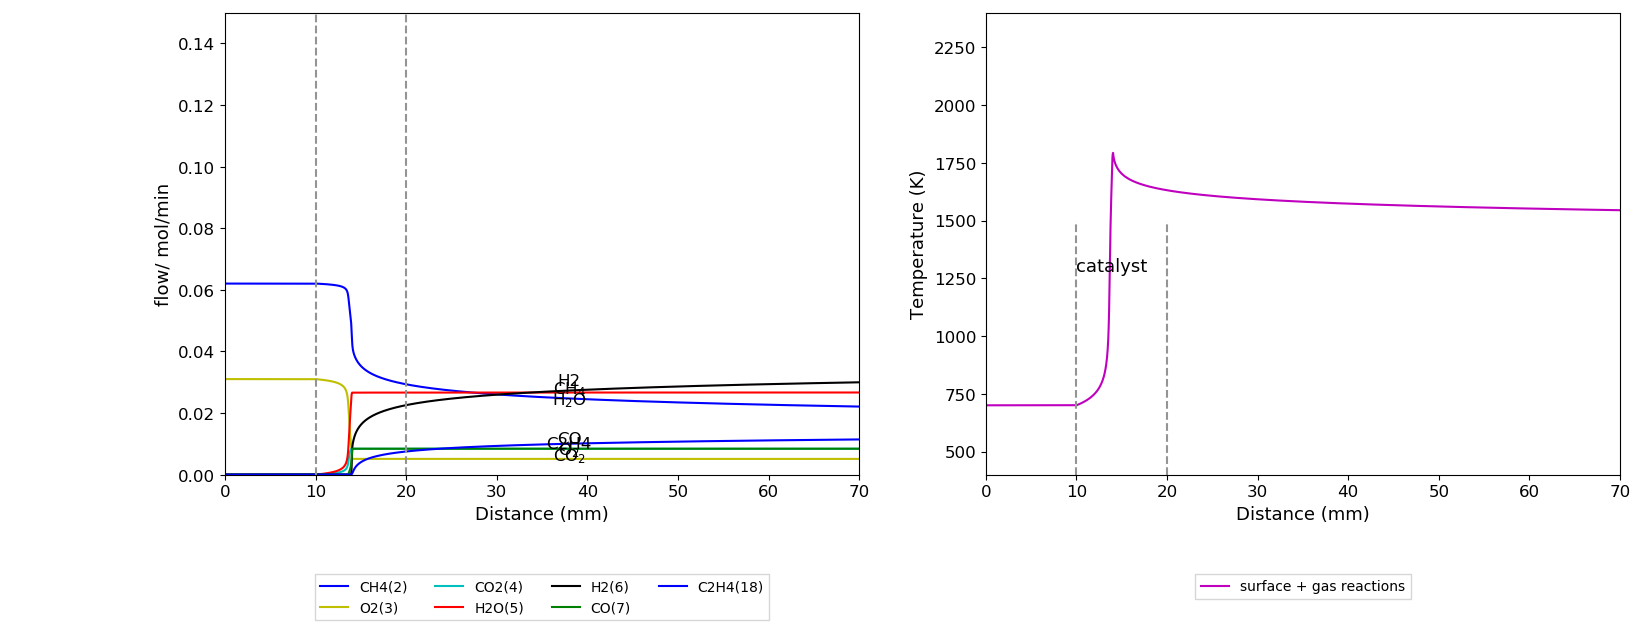 0.14
0.12
0.10
0.08
0.06
0.04
0.02
0.00
flow/ mol/min
H2
CH4
H2O
CO
C2H4
O2
CO2
0 10 20 30 40 50 60 70
Distance (mm)
CH4(2) CO2(4) H2(6) C2H4(18)
O2(3) H2O(5) CO(7)
2250
2000
1750
1500
1250
1000
750
500
Temperature (K)
catalyst
0 10 20 30 40 50 60 70
Distance (mm)
surface + gas reactions